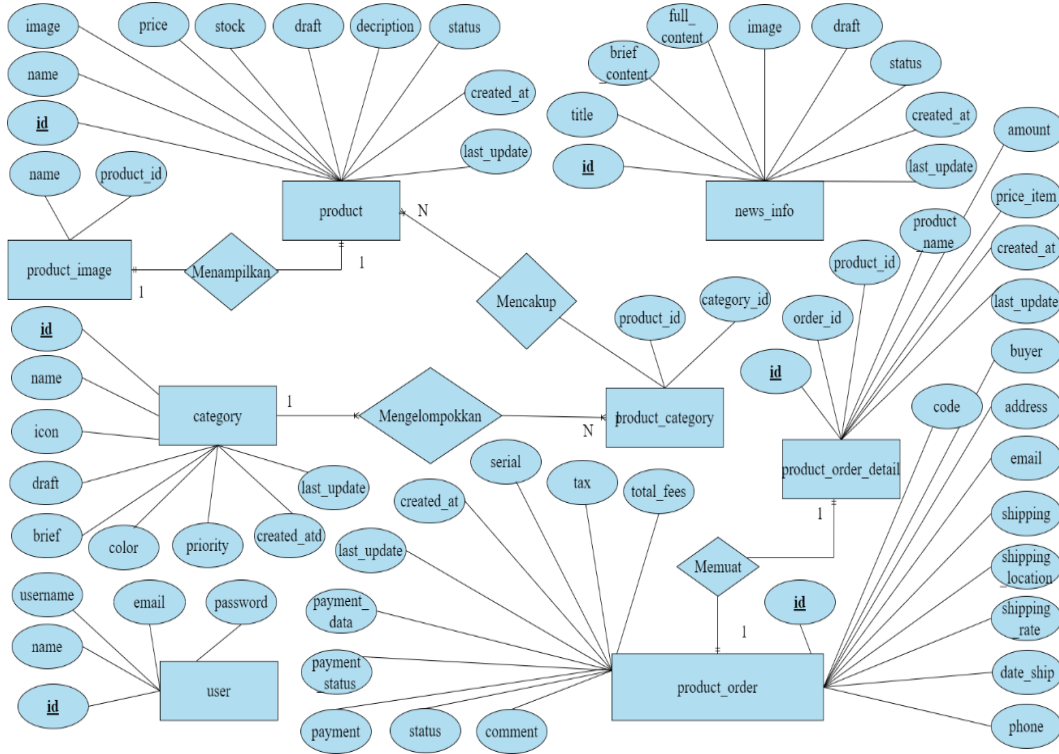 image
price
stock
draft
decription
status
name
created_at
id
last_update
name
product_id
product
N
1
product_image
1
Menampilkan
full_
content
image
draft
brief
_content
status
title
created_at
id
last_update
news_info
amount
price_item
product
_name
created_at
product_id
last_update
order_id
id
buyer
code
address
product_order_detail
email
1
shipping
shipping
_location
shipping
_rate
date_ship
phone
Mencakup
product_id
category_id
id
name
icon
draft
brief
color
priority
created_atd
last_update
category
1
Mengelompokkan
N
product_category
serial
tax
total_fees
created_at
last_update
payment_
data
payment
_status
payment
status
comment
Memuat
1
id
product_order
username
email
password
name
id
user